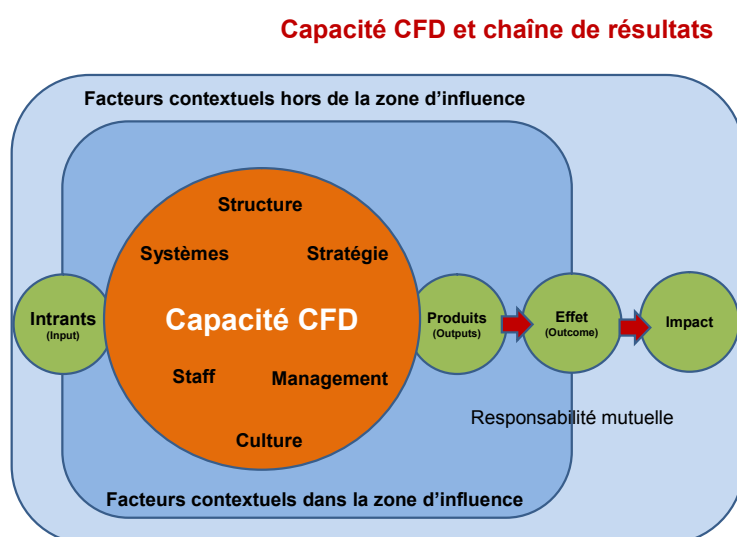 Capacité CFD et chaîne de résultats
Facteurs contextuels hors de la zone d’influence
Structure
Systèmes
Stratégie
Intrants
(Input)
Capacité CFD
Produits
(Outputs)
Effet
(Outcome)
Impact
Staff
Management
Culture
Responsabilité mutuelle
Facteurs contextuels dans la zone d’influence